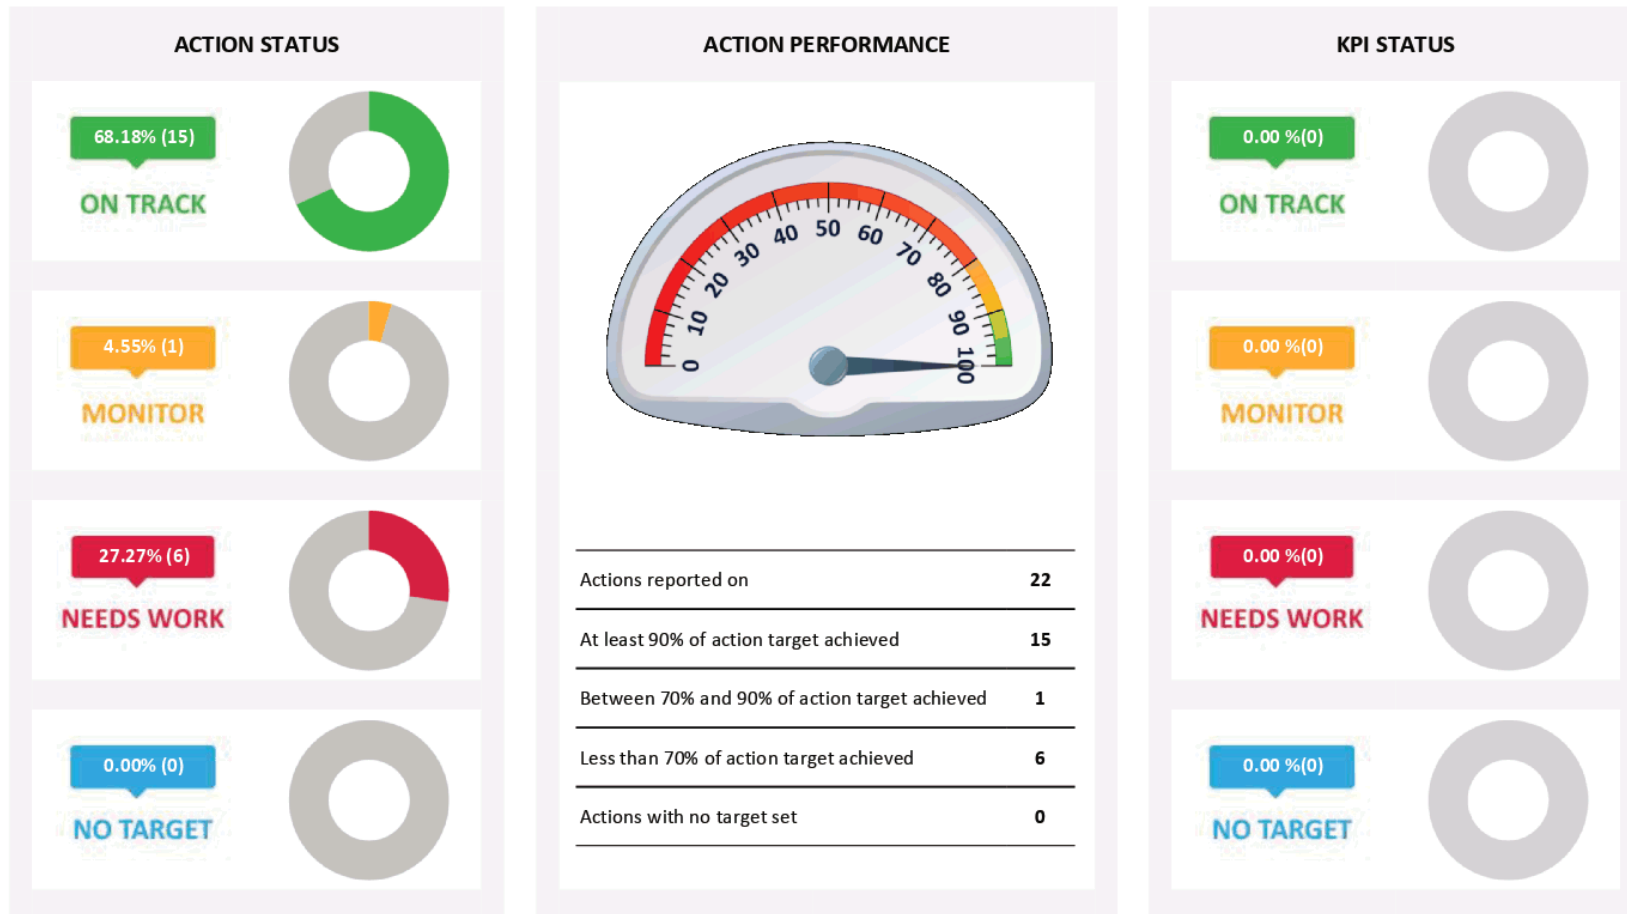 ACTION STATUS
68.18% (15)
ON TRACK
4.55% (1)
MONITOR
27.27% (6)
NEEDS WORK
0.00% (0)
NO TARGET
ACTION PERFORMANCE
0 10 20 30 40 50 60 70 80 90 100
Actions reported on 22
At least 90% of action target achieved 15
Between 70% and 90% of action target achieved 1
Less than 70% of action target achieved 6
Actions with no target set 0
KPI STATUS
0.00 %(0)
ON TRACK
0.00 %(0)
MONITOR
0.00 %(0)
NEEDS WORK
0.00 %(0)
NO TARGET